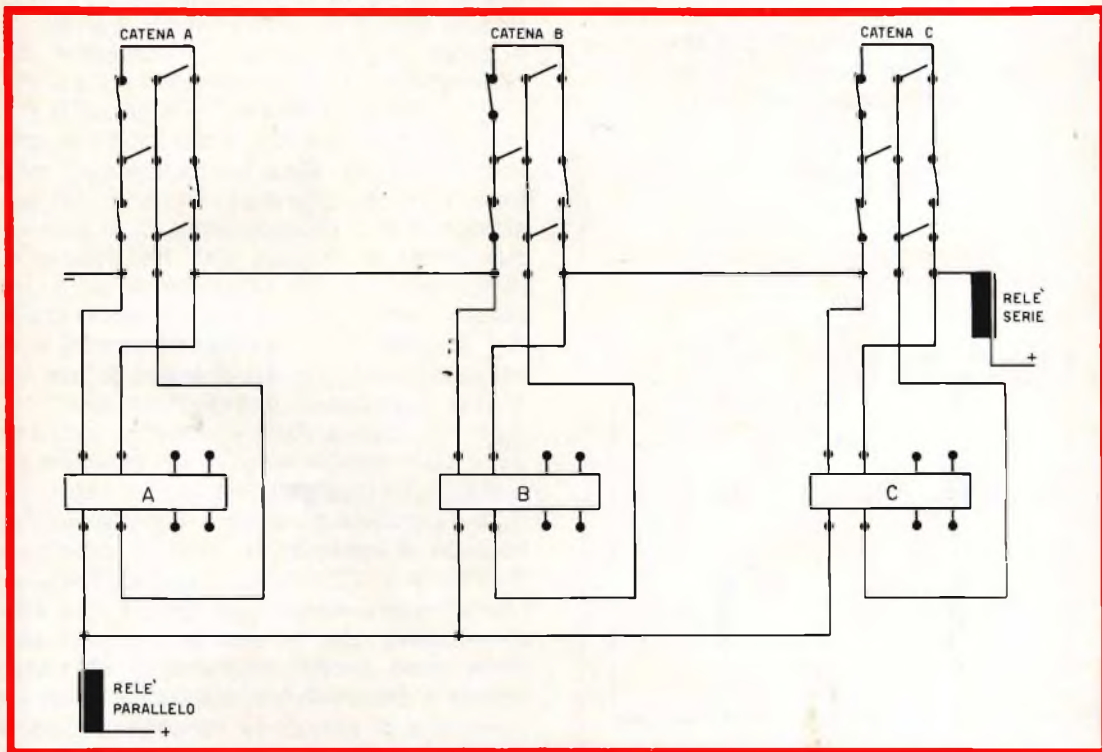 CATENA A
CATENA B
CATENA C
−
RELE'
SERIE
+
A
B
C
RELE'
PARALLELO
+